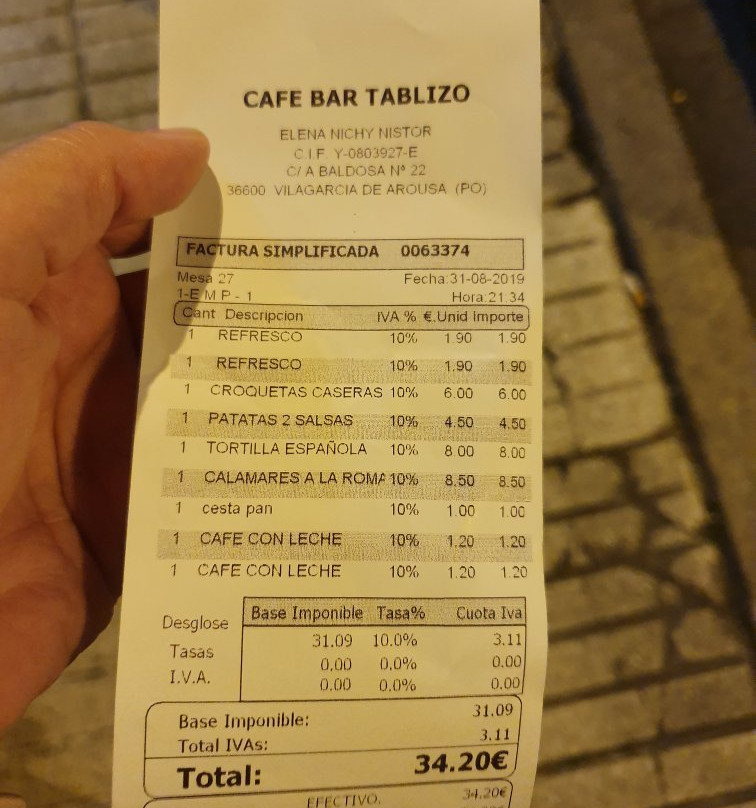 CAFE BAR TABLIZO
ELENA NICHY NISTOR
C.I.F. Y-0803927-E
C/ A BALDOSA Nº 22
36600 VILAGARCIA DE AROUSA (PO)
FACTURA SIMPLIFICADA 0063374
Mesa 27 Fecha:31-08-2019
1-E M P - 1 Hora:21:34
Cant Descripcion IVA % €.Unid Importe
1 REFRESCO 10% 1.90 1.90
1 REFRESCO 10% 1.90 1.90
1 CROQUETAS CASERAS 10% 6.00 6.00
1 PATATAS 2 SALSAS 10% 4.50 4.50
1 TORTILLA ESPAÑOLA 10% 8.00 8.00
1 CALAMARES A LA ROMA 10% 8.50 8.50
1 cesta pan 10% 1.00 1.00
1 CAFE CON LECHE 10% 1.20 1.20
1 CAFE CON LECHE 10% 1.20 1.20
Desglose Tasas I.V.A.
Base Imponible Tasa% Cuota Iva
31.09 10.0% 3.11
0.00 0.0% 0.00
0.00 0.0% 0.00
Base Imponible: 31.09
Total IVAs: 3.11
Total: 34.20€
EFECTIVO. 34.20€